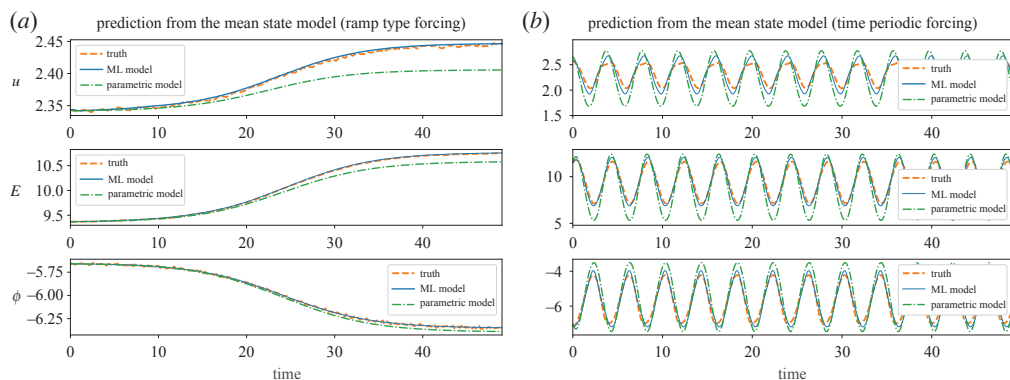 (a) prediction from the mean state model (ramp type forcing)
2.45
2.40
2.35
u
truth
ML model
parametric model
0 10 20 30 40
10.5
10.0
9.5
E
truth
ML model
parametric model
0 10 20 30 40
−5.75
−6.00
−6.25
ϕ
truth
ML model
parametric model
0 10 20 30 40
time
(b) prediction from the mean state model (time periodic forcing)
2.5
2.0
1.5
truth
ML model
parametric model
0 10 20 30 40 50
10
5
truth
ML model
parametric model
0 10 20 30 40 50
−4
−6
truth
ML model
parametric model
0 10 20 30 40 50
time